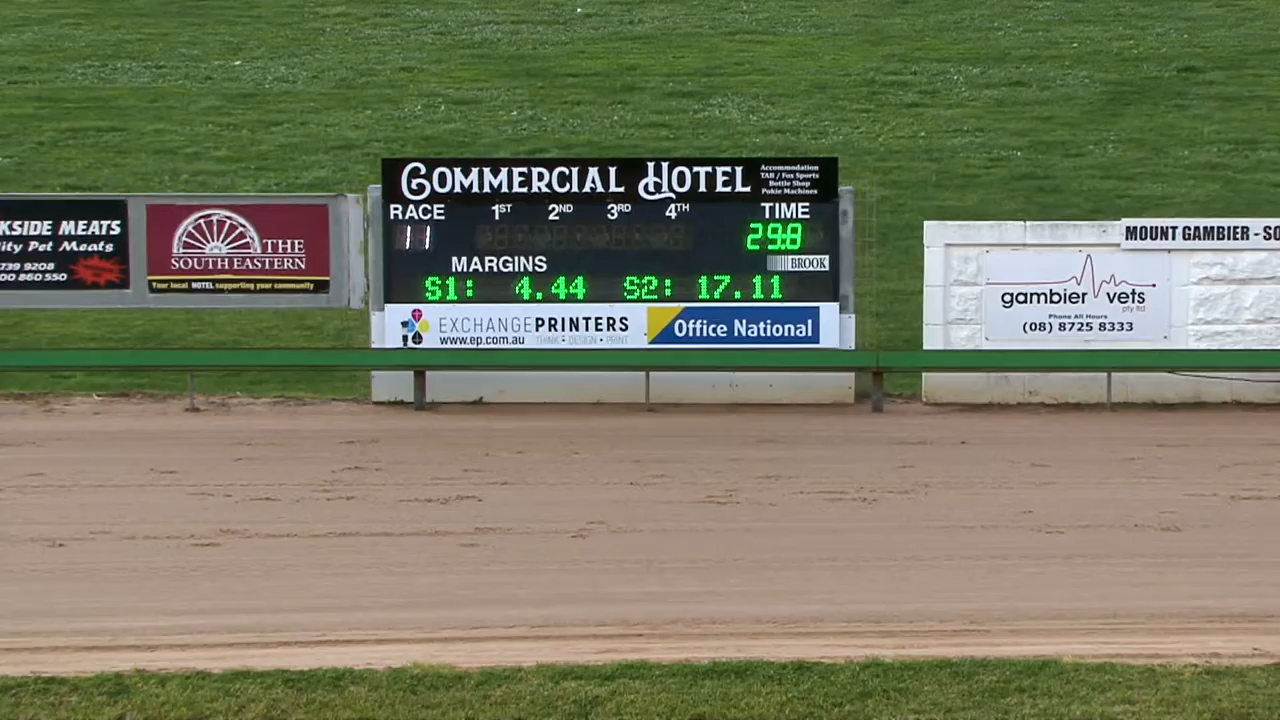 KSIDE MEATS
ity Pet Meats
739 9208
00 860 550
THE
SOUTH EASTERN
Your local HOTEL supporting your community
COMMERCIAL HOTEL
Accommodation
TAB / Fox Sports
Bottle Shop
Pokie Machines
RACE 1ST 2ND 3RD 4TH TIME
11 29.8
MARGINS BROOK
S1: 4.44 S2: 17.11
EXCHANGEPRINTERS
www.ep.com.au THINK • DESIGN • PRINT
Office National
MOUNT GAMBIER - SO
gambier vets
pty ltd
Phone All Hours
(08) 8725 8333